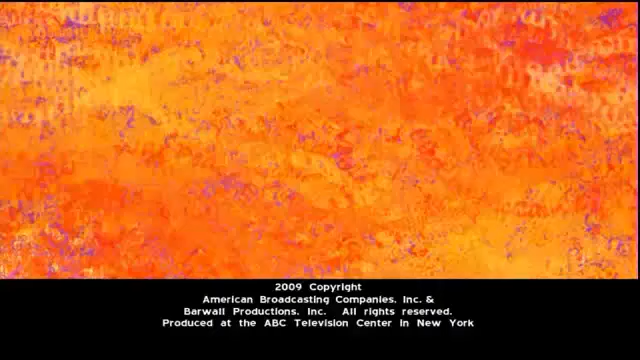 2009 Copyright
American Broadcasting Companies, Inc. &
Barwall Productions, Inc. All rights reserved.
Produced at the ABC Television Center in New York